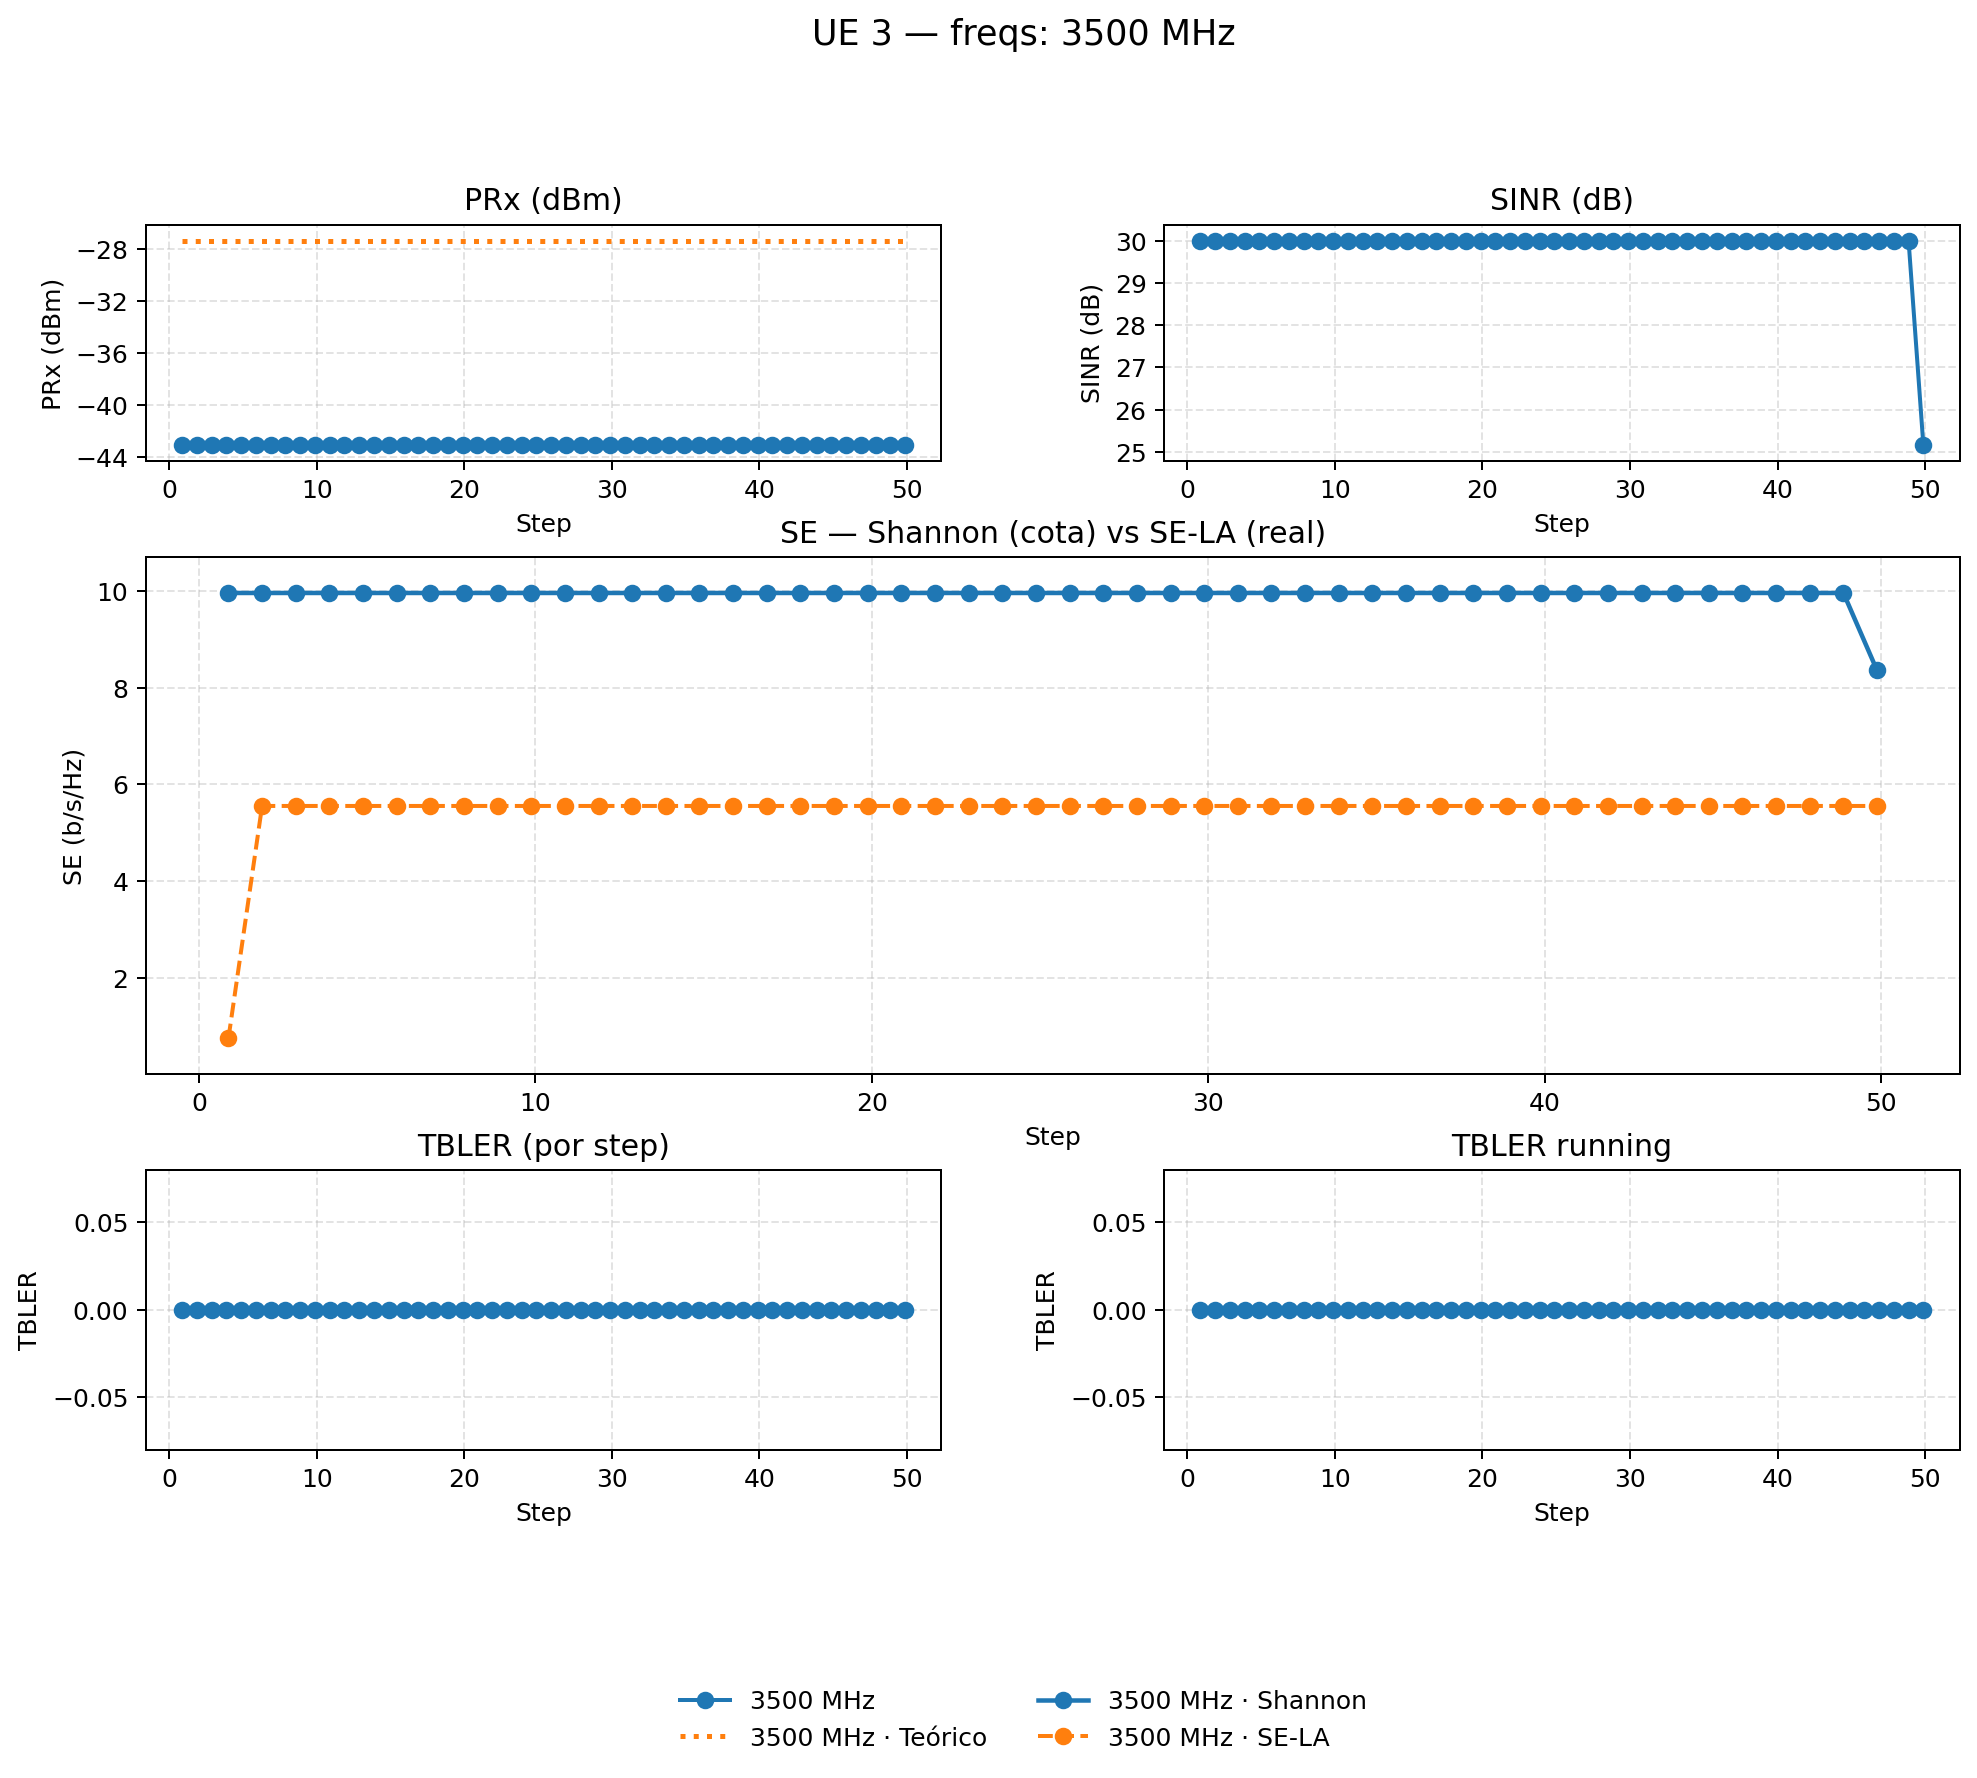 UE 3 — freqs: 3500 MHz
PRx (dBm)
PRx (dBm)
−28
−32
−36
−40
−44
0 10 20 30 40 50
Step
SINR (dB)
SINR (dB)
30
29
28
27
26
25
0 10 20 30 40 50
Step
SE — Shannon (cota) vs SE-LA (real)
SE (b/s/Hz)
10
8
6
4
2
0 10 20 30 40 50
Step
TBLER (por step)
TBLER
0.05
0.00
−0.05
0 10 20 30 40 50
Step
TBLER running
TBLER
0.05
0.00
−0.05
0 10 20 30 40 50
Step
3500 MHz
3500 MHz · Teórico
3500 MHz · Shannon
3500 MHz · SE-LA